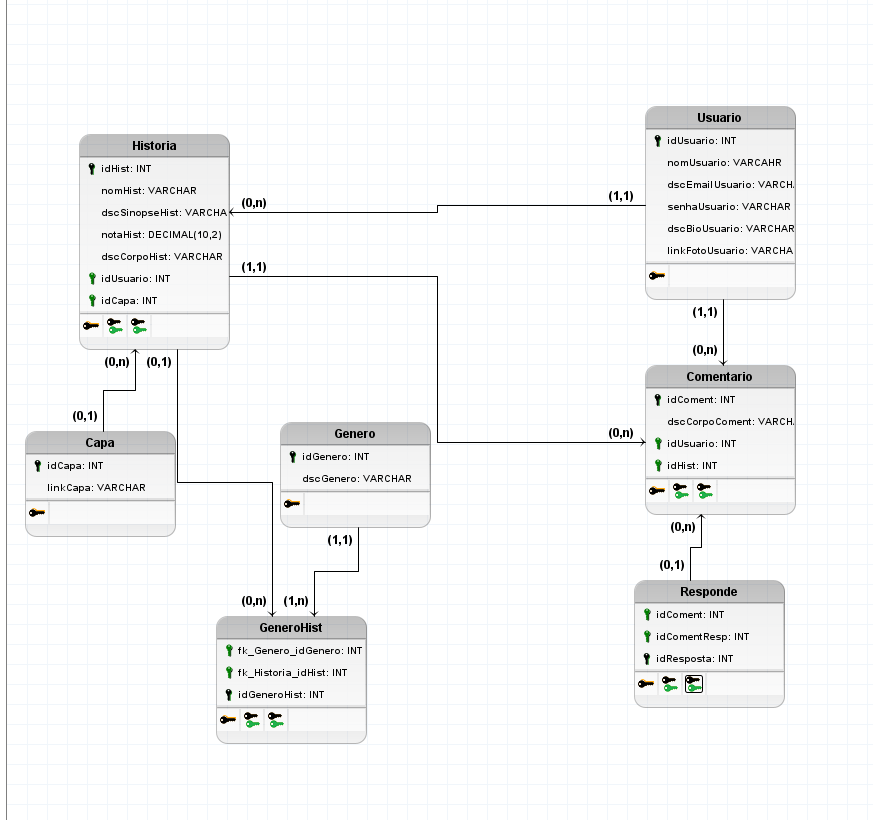 Historia
idHist: INT
nomHist: VARCHAR
dscSinopseHist: VARCHA
notaHist: DECIMAL(10,2)
dscCorpoHist: VARCHAR
idUsuario: INT
idCapa: INT
(0,n)
(1,1)
(1,1)
(0,n)
(0,n)
(0,1)
Usuario
idUsuario: INT
nomUsuario: VARCAHR
dscEmailUsuario: VARCH
senhaUsuario: VARCHAR
dscBioUsuario: VARCHAR
linkFotoUsuario: VARCHA
(1,1)
(0,n)
Comentario
idComent: INT
dscCorpoComent: VARCH
idUsuario: INT
idHist: INT
(0,n)
(0,1)
(0,1)
Capa
idCapa: INT
linkCapa: VARCHAR
Genero
idGenero: INT
dscGenero: VARCHAR
(1,1)
(0,n)
(1,n)
GeneroHist
fk_Genero_idGenero: INT
fk_Historia_idHist: INT
idGeneroHist: INT
Responde
idComent: INT
idComentResp: INT
idResposta: INT